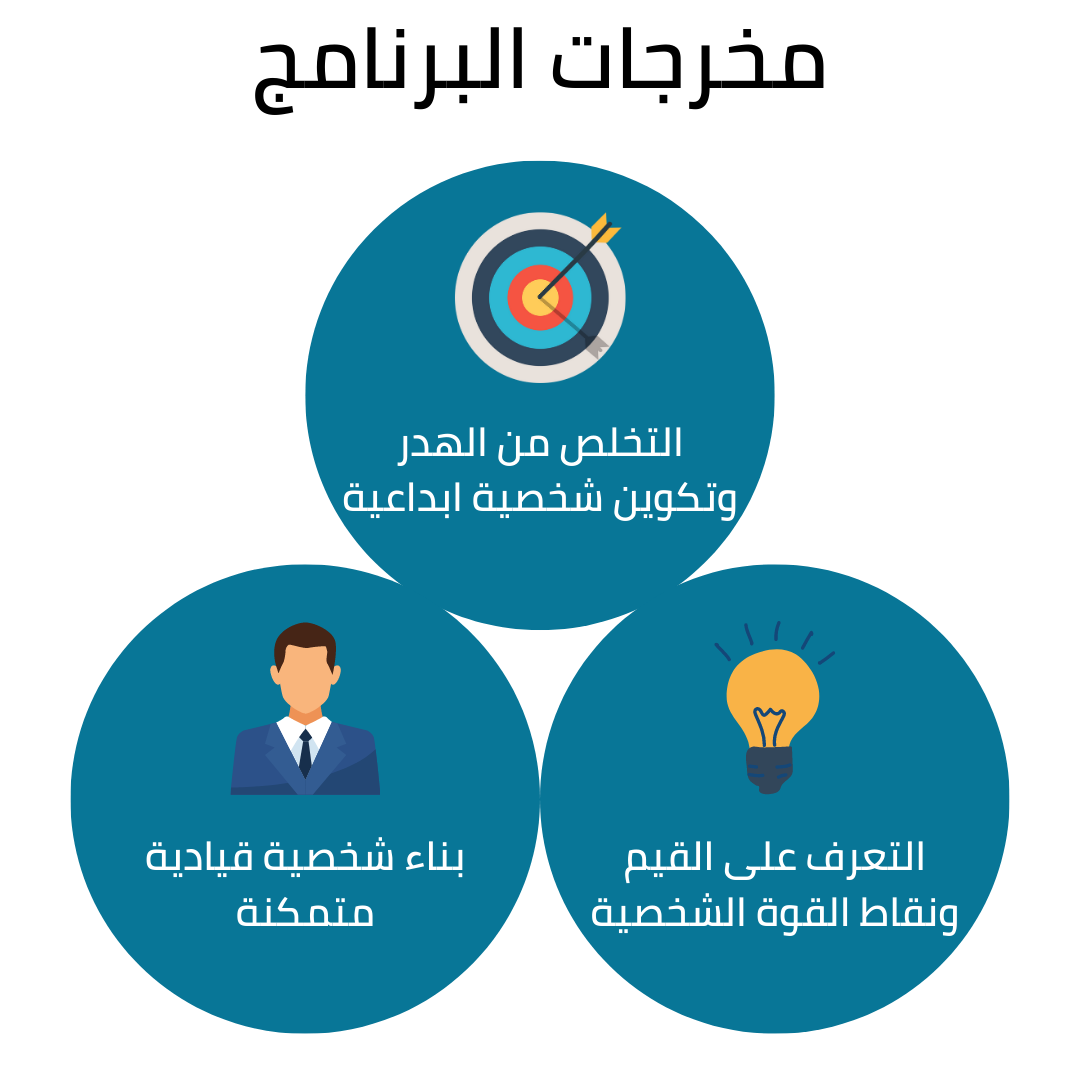 مخرجات البرنامج
التخلص من الهدر
وتكوين شخصية ابداعية
التعرف على القيم
ونقاط القوة الشخصية
بناء شخصية قيادية
متمكنة